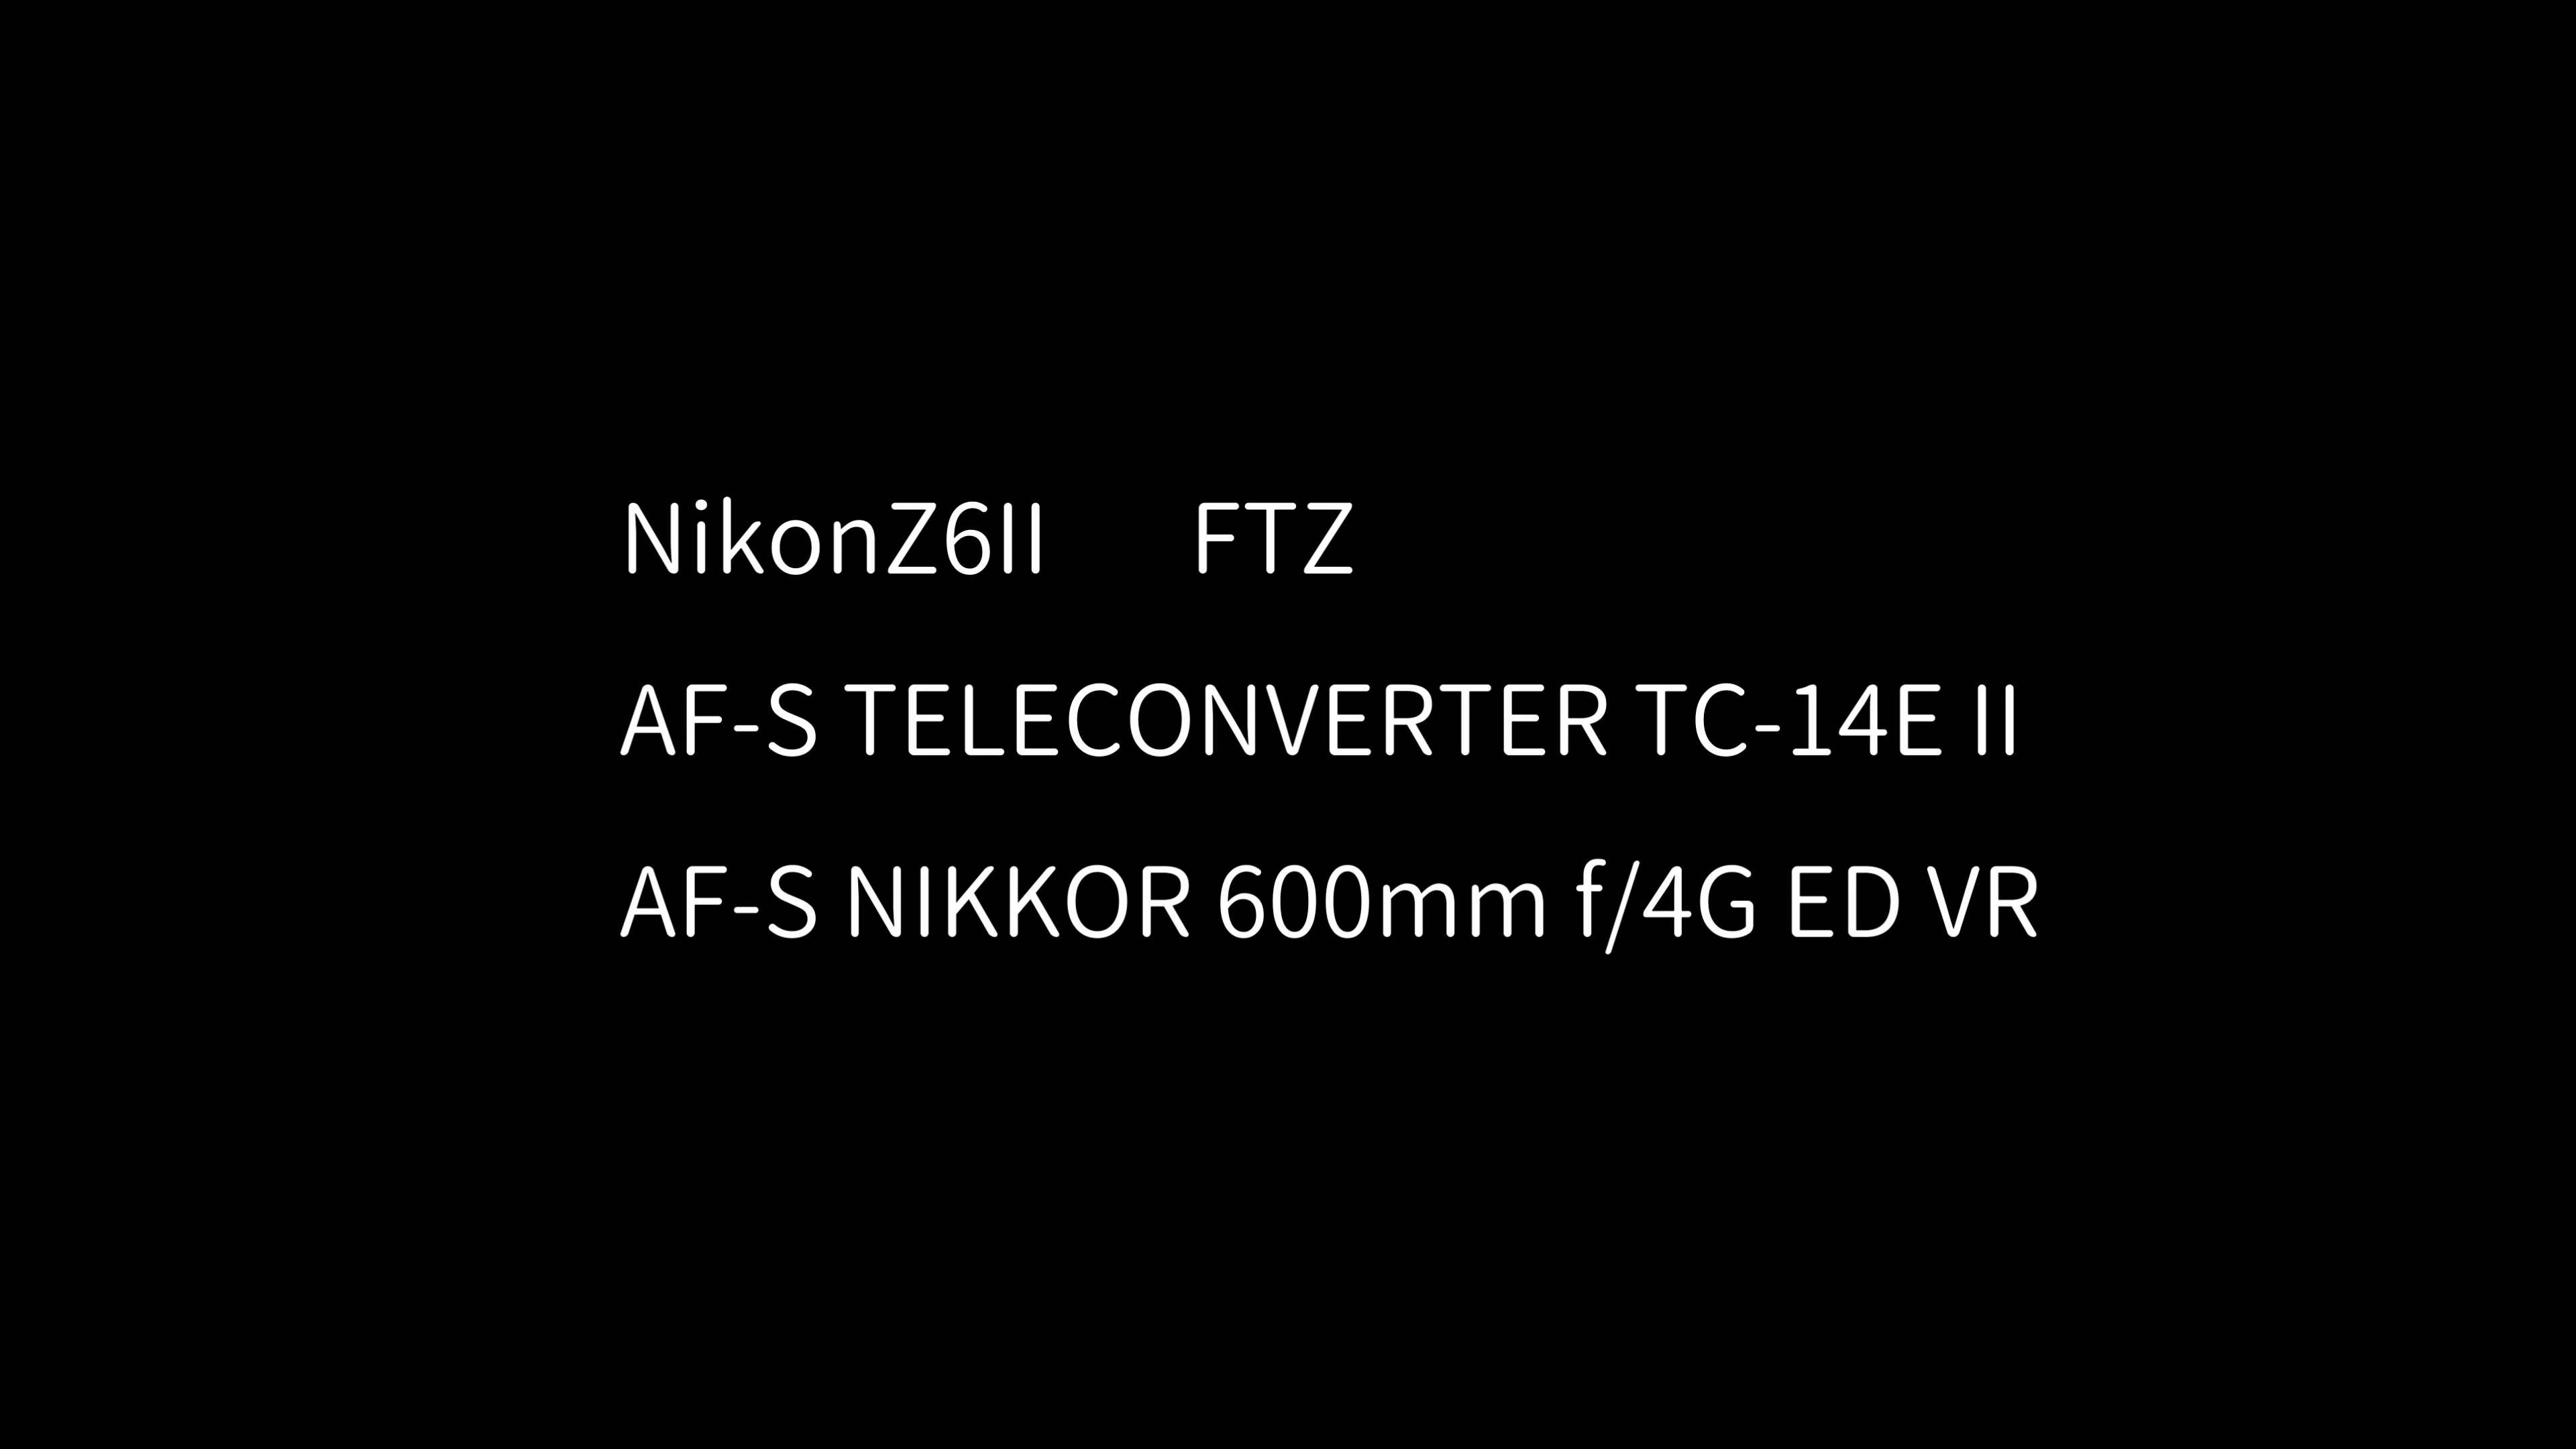 NikonZ6II FTZ
AF-S TELECONVERTER TC-14E II
AF-S NIKKOR 600mm f/4G ED VR